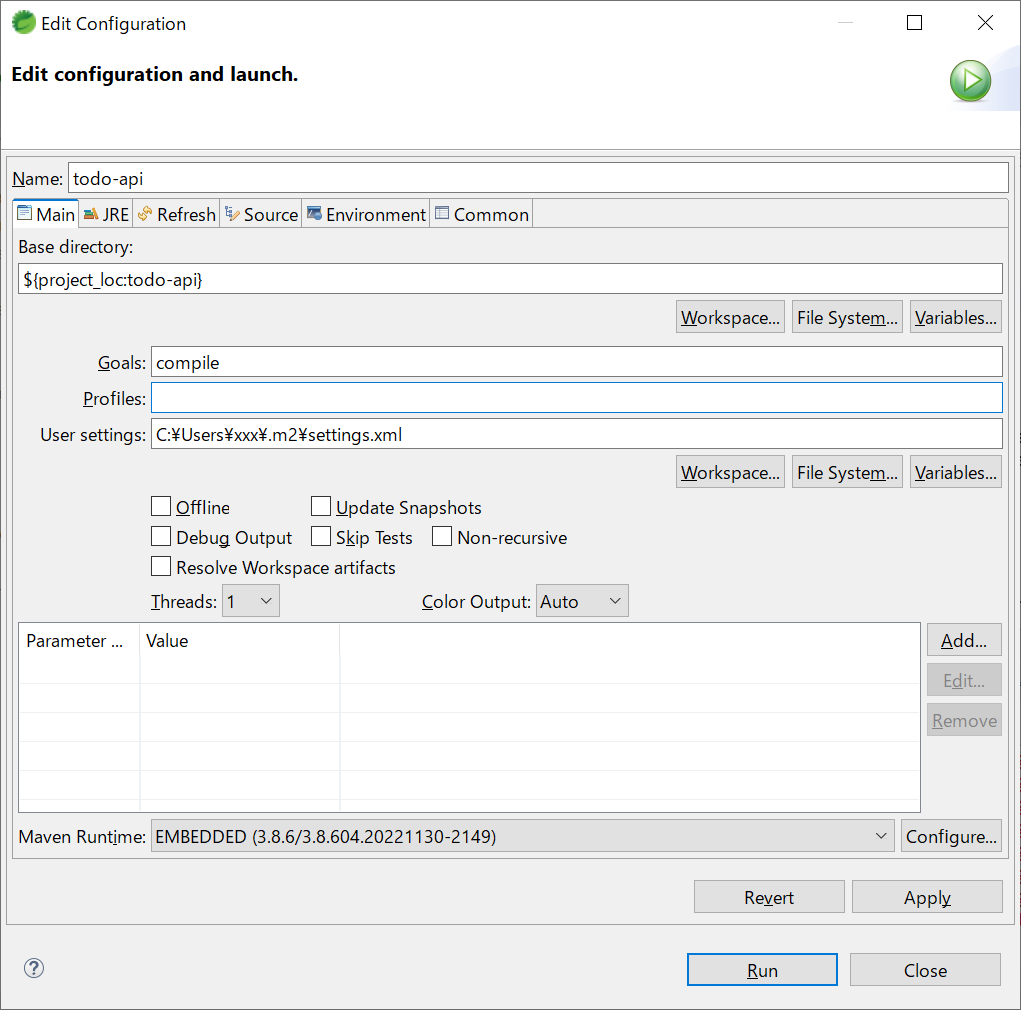 Edit Configuration
Edit configuration and launch.
Name: todo-api
Main JRE Refresh Source Environment Common
Base directory:
${project_loc:todo-api}
Workspace... File System... Variables...
Goals: compile
Profiles:
User settings: C:¥Users¥xxx¥.m2¥settings.xml
Workspace... File System... Variables...
Offline Update Snapshots
Debug Output Skip Tests Non-recursive
Resolve Workspace artifacts
Threads: 1 Color Output: Auto
Parameter ... Value Add...
Edit...
Remove
Maven Runtime: EMBEDDED (3.8.6/3.8.604.20221130-2149) Configure...
Revert Apply
? Run Close